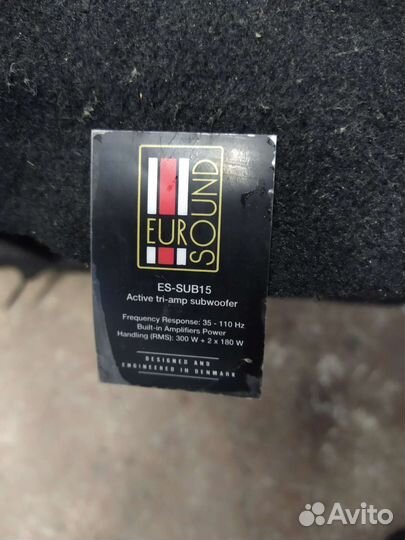 EURO
SOUND
ES-SUB15
Active tri-amp subwoofer
Frequency Response: 35 - 110 Hz
Built-in Amplifiers Power
Handling (RMS): 300 W + 2 x 180 W
DESIGNED AND
ENGINEERED IN DENMARK
Avito